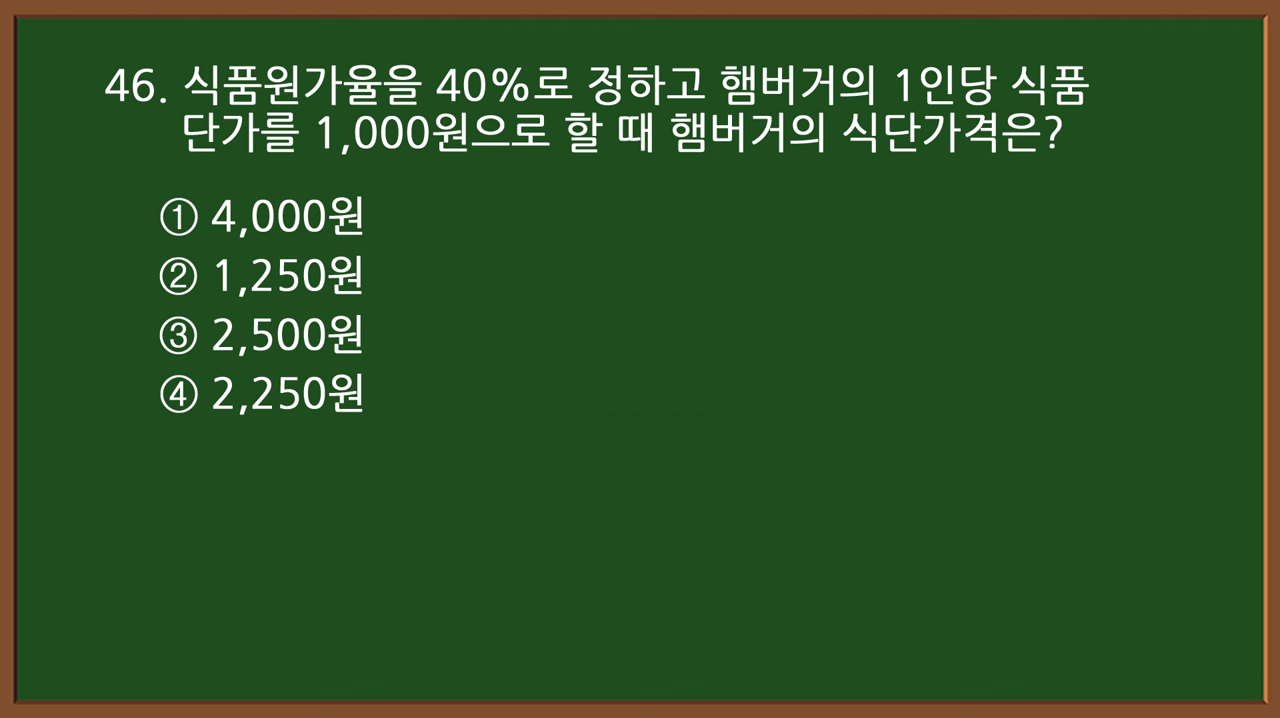 46. 식품원가율을 40%로 정하고 햄버거의 1인당 식품
단가를 1,000원으로 할 때 햄버거의 식단가격은?
① 4,000원
② 1,250원
③ 2,500원
④ 2,250원